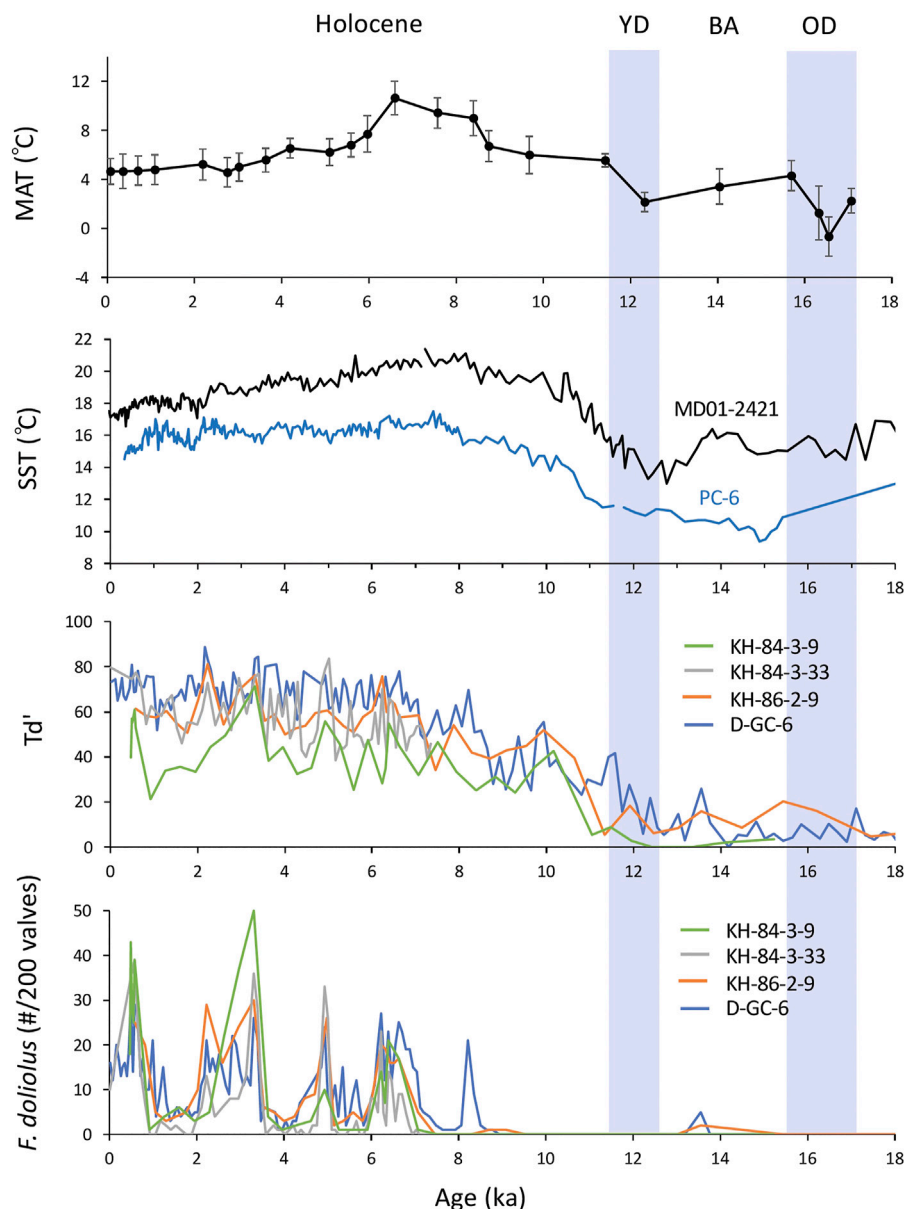 Holocene YD BA OD
MAT (℃)
12
8
4
0
-4
0 2 4 6 8 10 12 14 16 18
SST (℃)
22
20
18
16
14
12
10
8
MD01-2421
PC-6
0 2 4 6 8 10 12 14 16 18
Td'
100
80
60
40
20
0
KH-84-3-9
KH-84-3-33
KH-86-2-9
D-GC-6
0 2 4 6 8 10 12 14 16 18
F. doliolus (#/200 valves)
50
40
30
20
10
0
KH-84-3-9
KH-84-3-33
KH-86-2-9
D-GC-6
0 2 4 6 8 10 12 14 16 18
Age (ka)